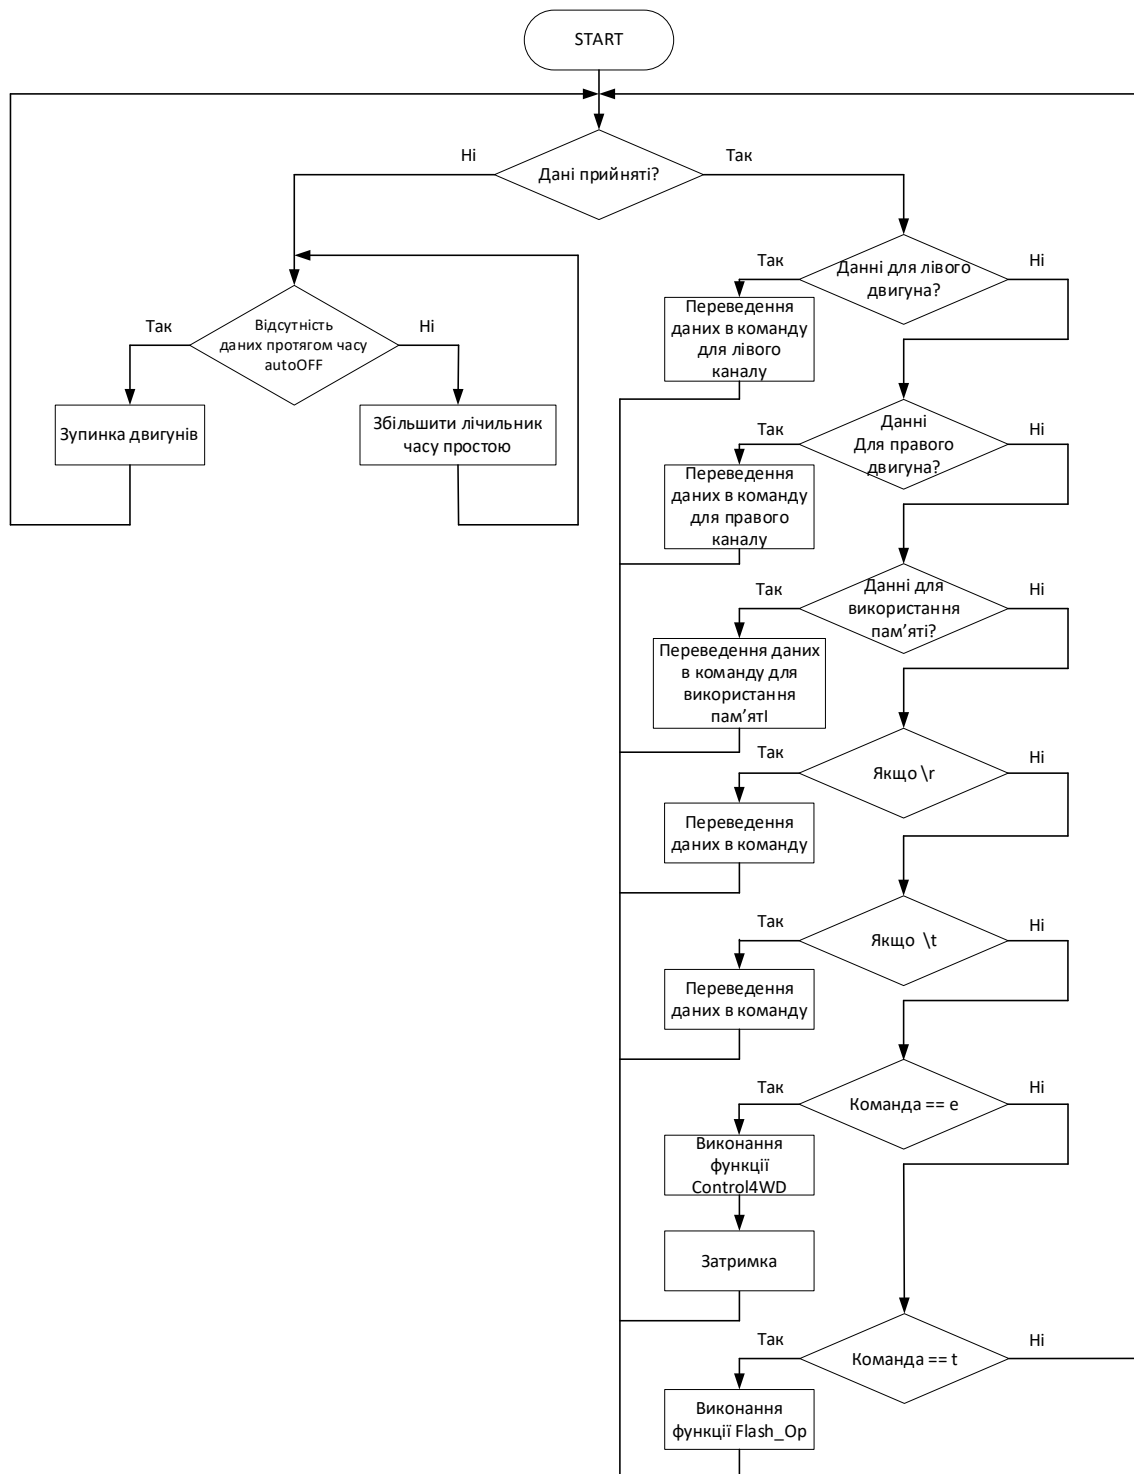 START
Ні
Так
Дані прийняті?
Так
Данні для лівого
двигуна?
Ні
Переведення
даних в команду
для лівого
каналу
Так
Відсутність
даних протягом часу
autoOFF
Ні
Зупинка двигунів
Збільшити лічильник
часу простою
Так
Данні
Для правого
двигуна?
Ні
Переведення
даних в команду
для правого
каналу
Так
Данні для
використання
пам’яті?
Ні
Переведення даних
в команду для
використання
пам’ятІ
Так
Якщо \r
Ні
Переведення
даних в команду
Так
Якщо \t
Ні
Переведення
даних в команду
Так
Команда == e
Ні
Виконання
функції
Control4WD
Затримка
Так
Команда == t
Ні
Виконання
функції Flash_Op